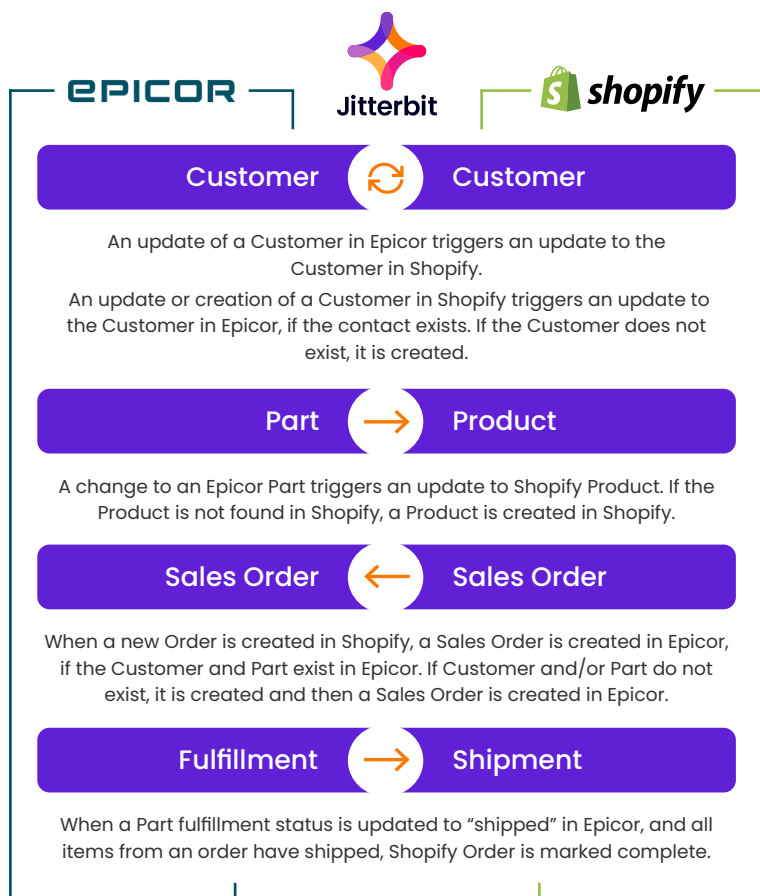 EPICOR
Jitterbit
S shopify
Customer Customer
An update of a Customer in Epicor triggers an update to the
Customer in Shopify.
An update or creation of a Customer in Shopify triggers an update to
the Customer in Epicor, if the contact exists. If the Customer does not
exist, it is created.
Part Product
A change to an Epicor Part triggers an update to Shopify Product. If the
Product is not found in Shopify, a Product is created in Shopify.
Sales Order Sales Order
When a new Order is created in Shopify, a Sales Order is created in Epicor,
if the Customer and Part exist in Epicor. If Customer and/or Part do not
exist, it is created and then a Sales Order is created in Epicor.
Fulfillment Shipment
When a Part fulfillment status is updated to “shipped” in Epicor, and all
items from an order have shipped, Shopify Order is marked complete.